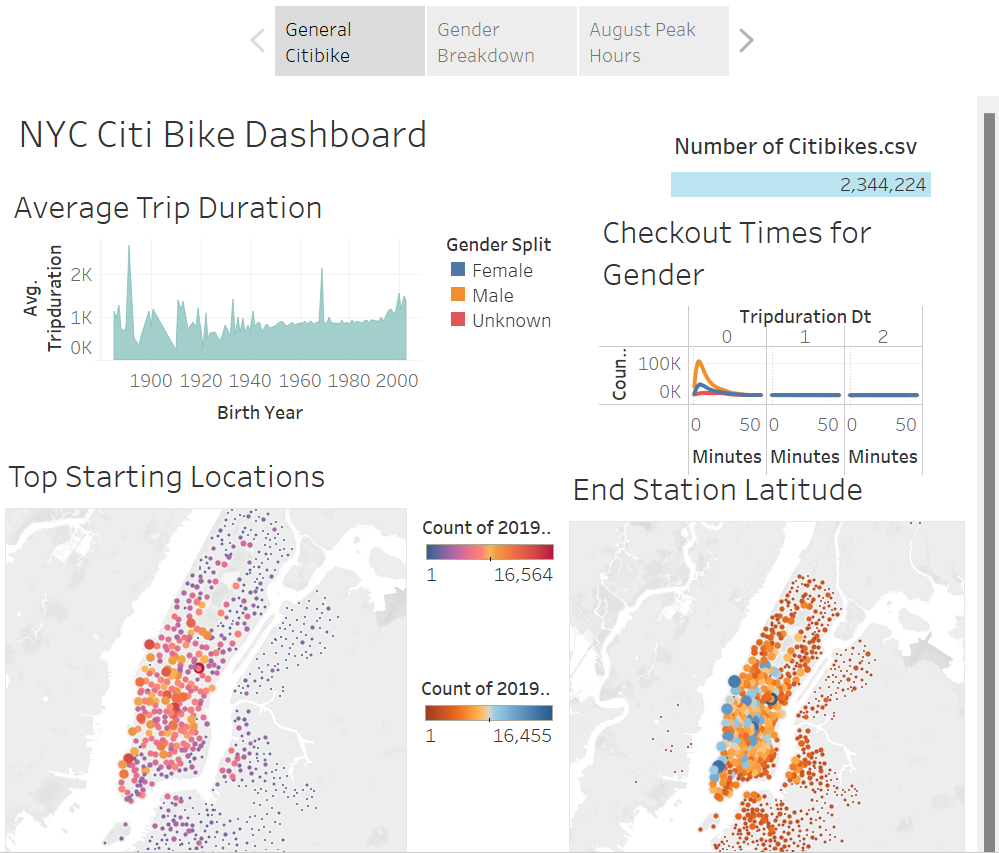 General
Citibike
Gender
Breakdown
August Peak
Hours
NYC Citi Bike Dashboard
Number of Citibikes.csv
2,344,224
Average Trip Duration
Avg.
Tripduration
2K
1K
0K
1900 1920 1940 1960 1980 2000
Birth Year
Gender Split
Female
Male
Unknown
Checkout Times for
Gender
Tripduration Dt
0 1 2
Coun..
100K
0K
0 50 0 50 0 50
Minutes Minutes Minutes
Top Starting Locations
Count of 2019..
1 16,564
Count of 2019..
1 16,455
End Station Latitude